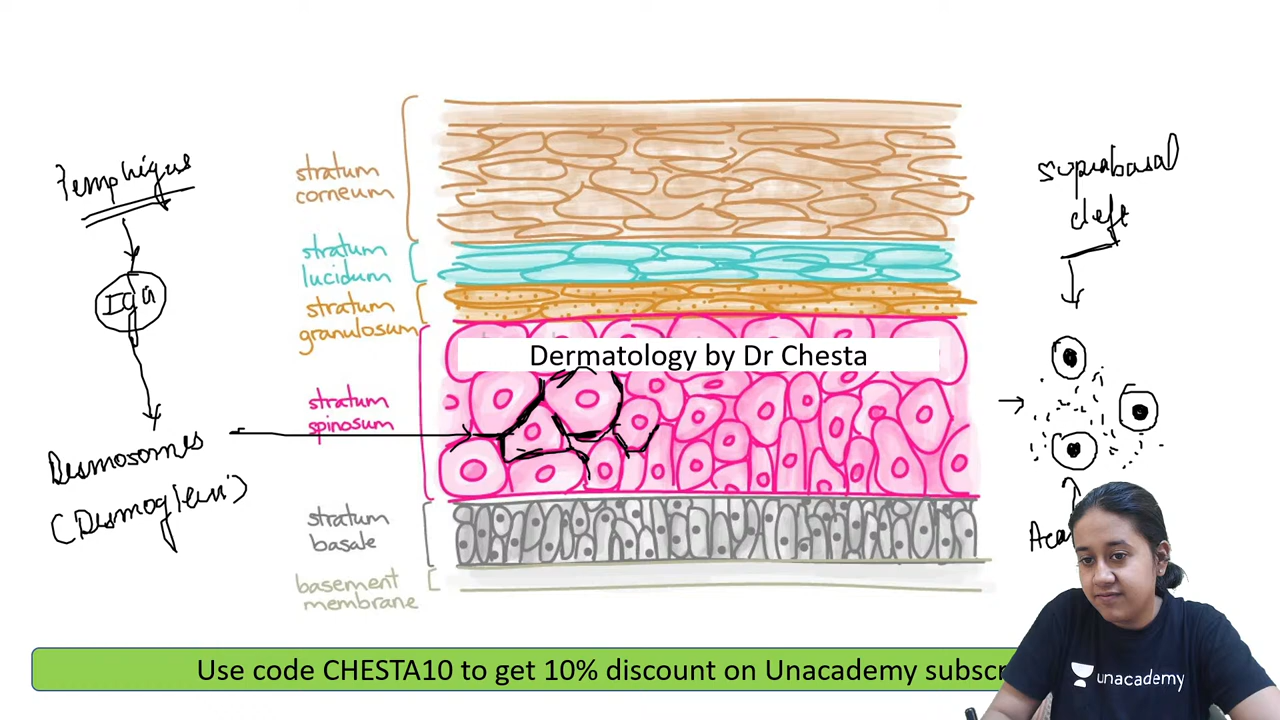 Pemphigus
IgG
Desmosomes
(Desmoglein)
stratum
corneum
stratum
lucidum
stratum
granulosum
stratum
spinosum
stratum
basale
basement
membrane
Dermatology by Dr Chesta
suprabasal
cleft
Use code CHESTA10 to get 10% discount on Unacademy subscr
unacademy